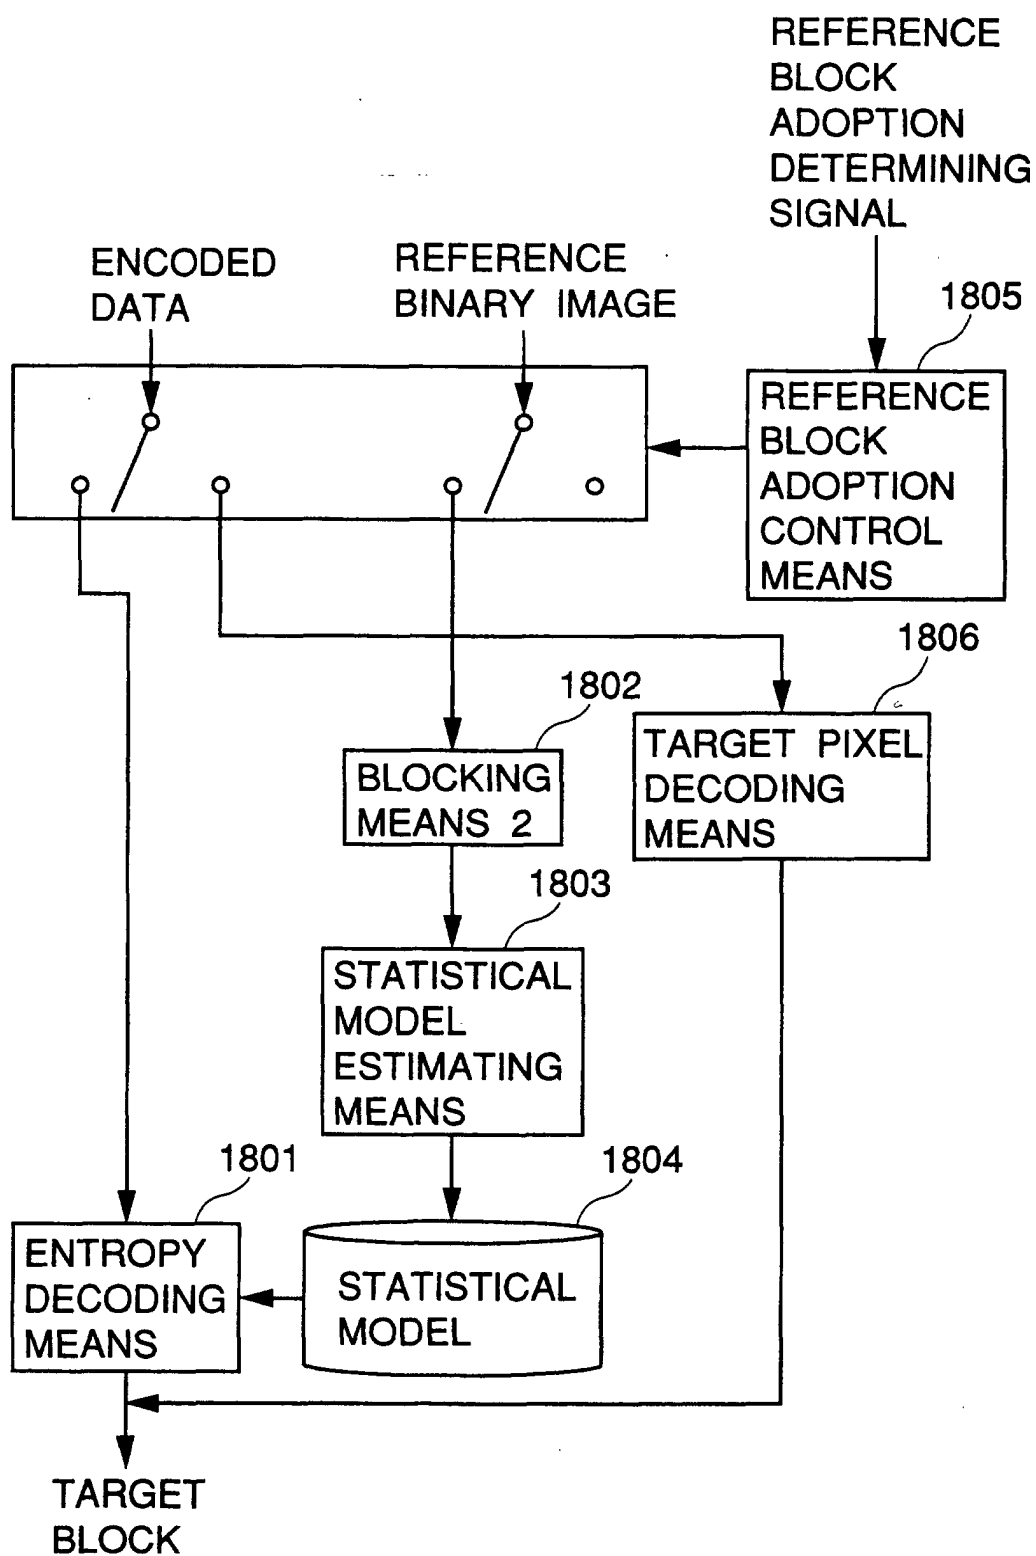 REFERENCE
BLOCK
ADOPTION
DETERMINING
SIGNAL
ENCODED
DATA
REFERENCE
BINARY IMAGE
1805
REFERENCE
BLOCK
ADOPTION
CONTROL
MEANS
1806
TARGET PIXEL
DECODING
MEANS
1802
BLOCKING
MEANS 2
1803
STATISTICAL
MODEL
ESTIMATING
MEANS
1801
ENTROPY
DECODING
MEANS
1804
STATISTICAL
MODEL
TARGET
BLOCK